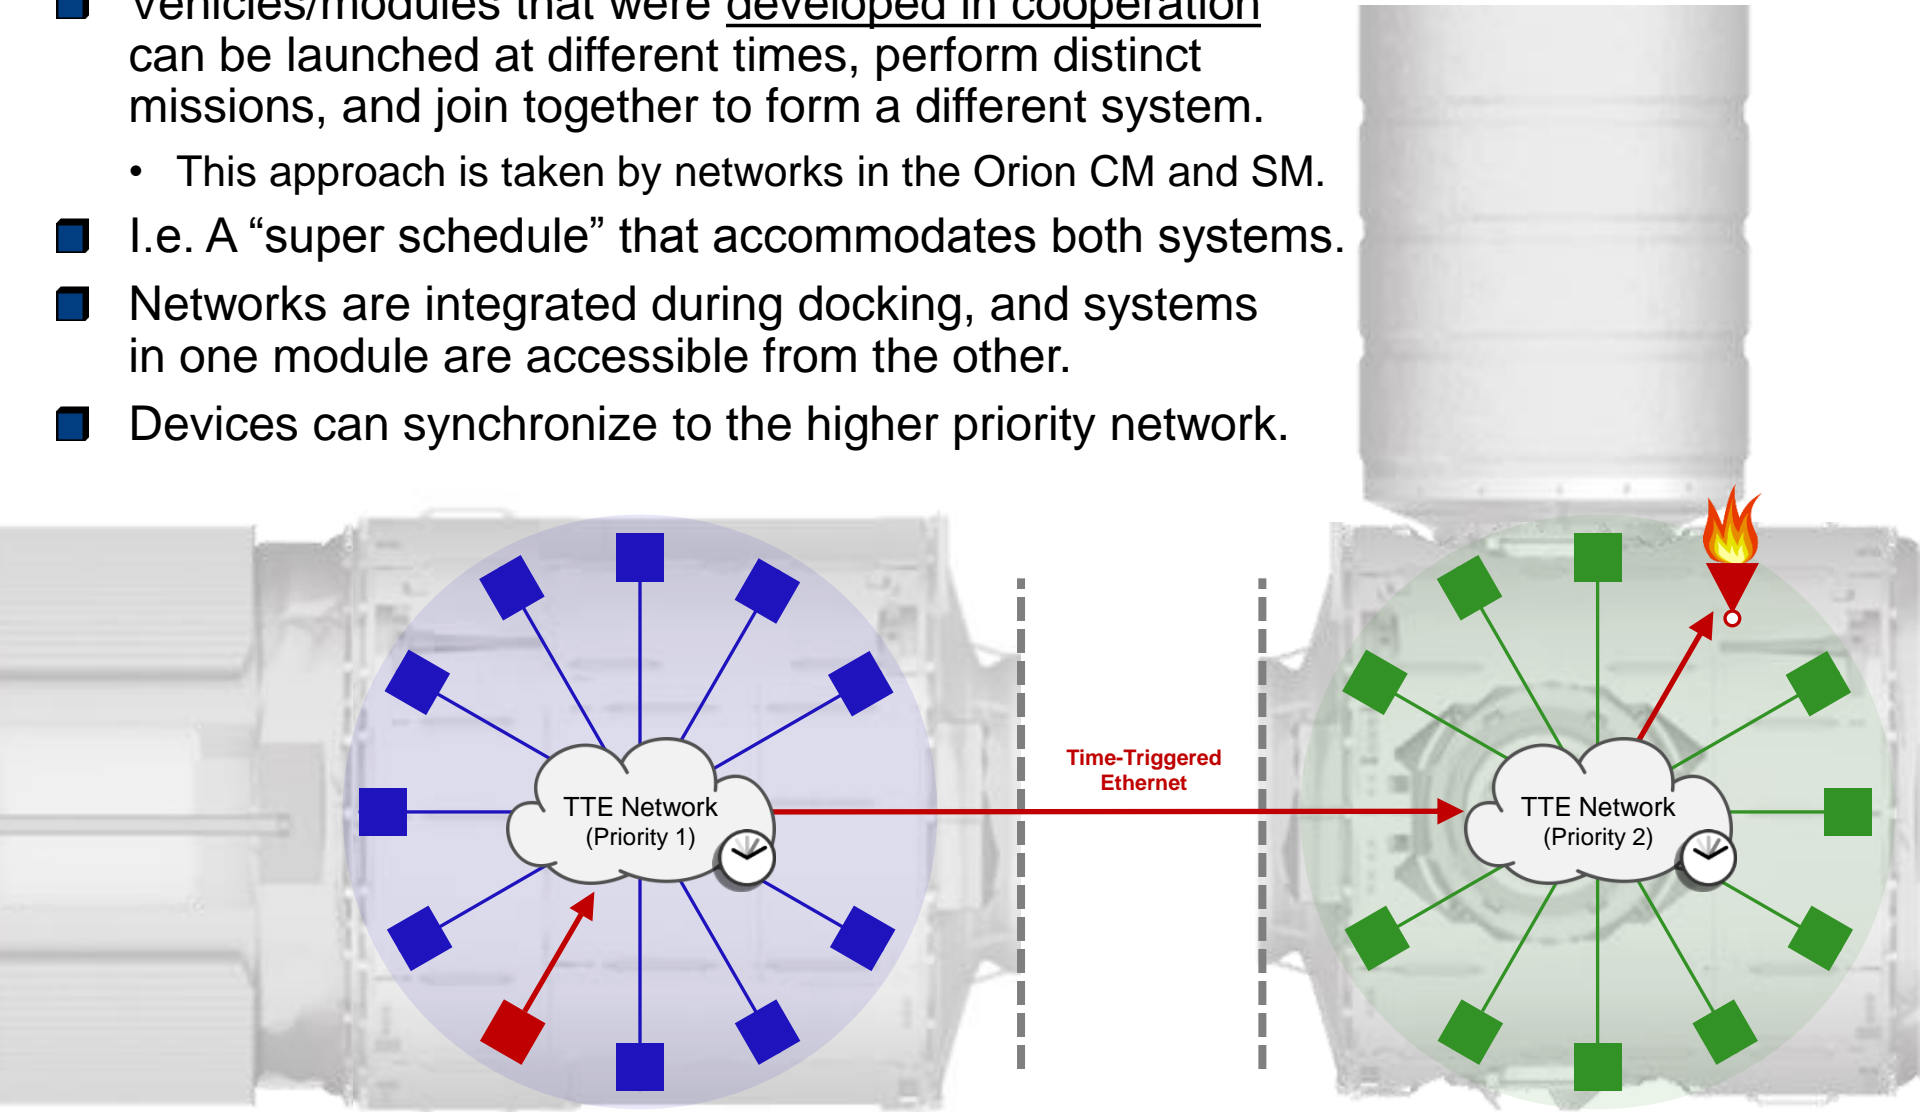 Vehicles/modules that were developed in cooperation
can be launched at different times, perform distinct
missions, and join together to form a different system.
• This approach is taken by networks in the Orion CM and SM.
I.e. A “super schedule” that accommodates both systems.
Networks are integrated during docking, and systems
in one module are accessible from the other.
Devices can synchronize to the higher priority network.
Time-Triggered
Ethernet
TTE Network
(Priority 1)
TTE Network
(Priority 2)